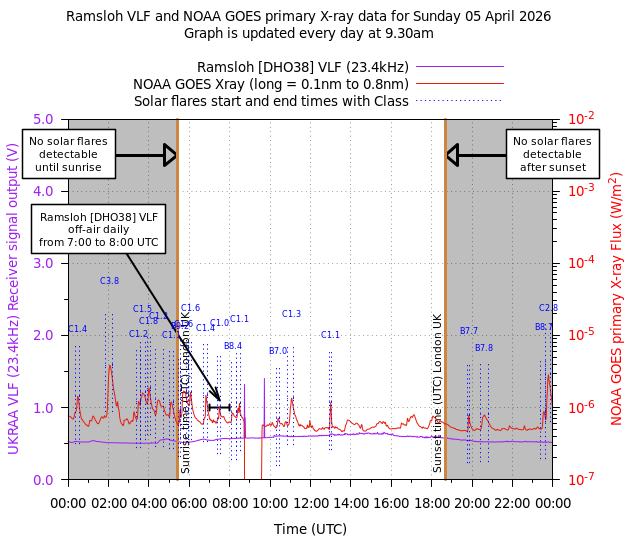 Ramsloh VLF and NOAA GOES primary X-ray data for Sunday 05 April 2026
Graph is updated every day at 9.30am
Ramsloh [DHO38] VLF (23.4kHz)
NOAA GOES Xray (long = 0.1nm to 0.8nm)
Solar flares start and end times with Class
UKRAA VLF (23.4kHz) Receiver signal output (V)
5.0
4.0
3.0
2.0
1.0
0.0
No solar flares
detectable
until sunrise
No solar flares
detectable
after sunset
Ramsloh [DHO38] VLF
off-air daily
from 7:00 to 8:00 UTC
C1.4
C3.8
C1.2
C1.5
C1.8
C1.6
C1.4
C1.0
C1.1
B8.4
B7.0
C1.3
C1.1
B7.7
B7.8
B8.7
C2.8
Sunrise time (UTC) London UK
Sunset time (UTC) London UK
10-2
10-3
10-4
10-5
10-6
10-7
NOAA GOES primary X-ray Flux (W/m2)
00:00 02:00 04:00 06:00 08:00 10:00 12:00 14:00 16:00 18:00 20:00 22:00 00:00
Time (UTC)